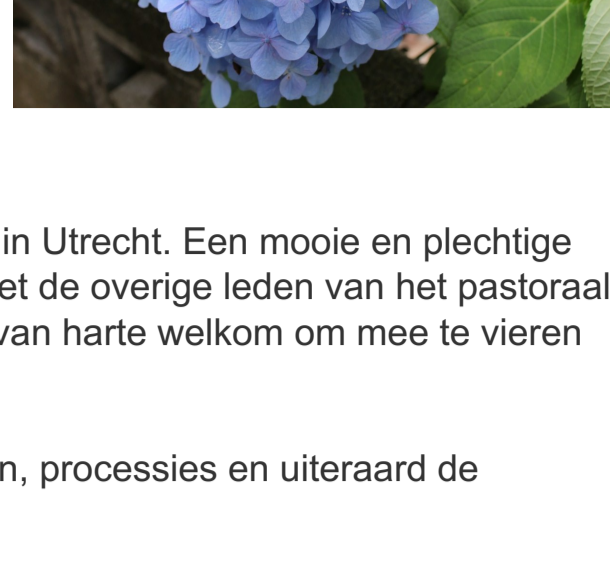 in Utrecht. Een mooie en plechtige
et de overige leden van het pastoraal
van harte welkom om mee te vieren
n, processies en uiteraard de